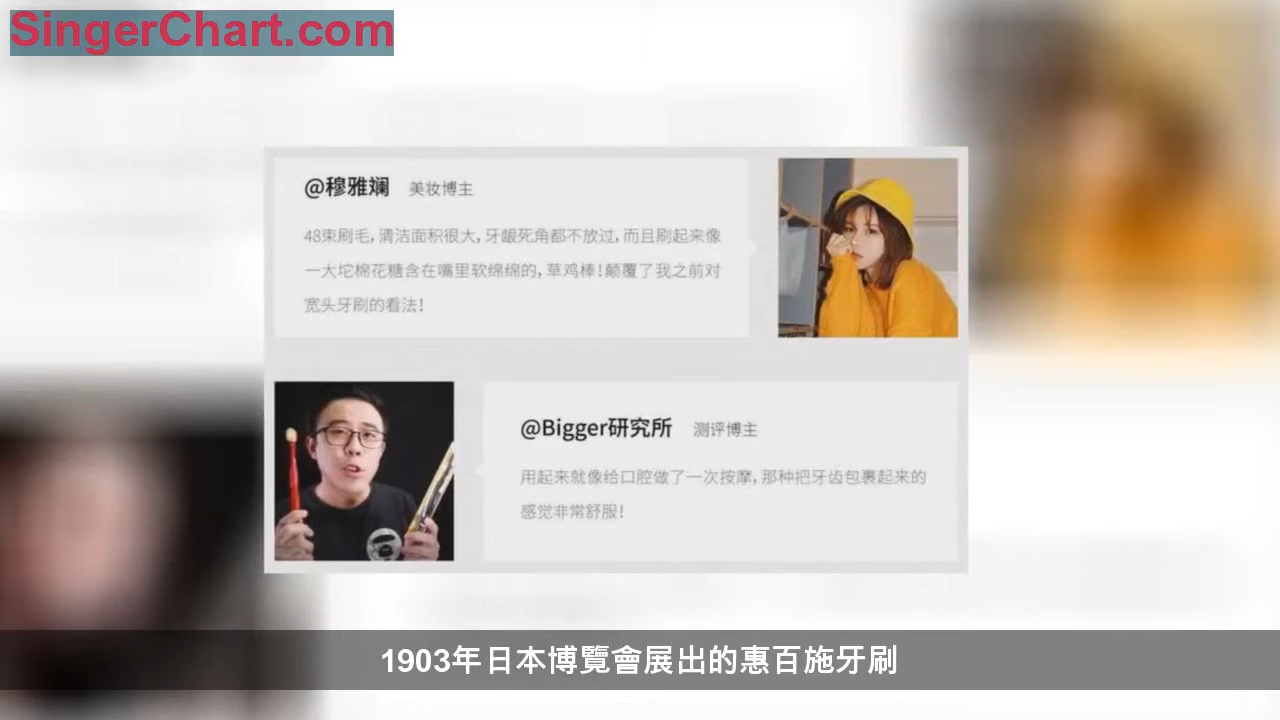 SingerChart.com
@穆雅斓 美妆博主
48束刷毛，清洁面积很大，牙龈死角都不放过，而且刷起来像
一大坨棉花糖含在嘴里软绵绵的，草鸡棒！颠覆了我之前对
宽头牙刷的看法！
@Bigger研究所 测评博主
用起来就像给口腔做了一次按摩，那种把牙齿包裹起来的
感觉非常舒服！
1903年日本博覽會展出的惠百施牙刷